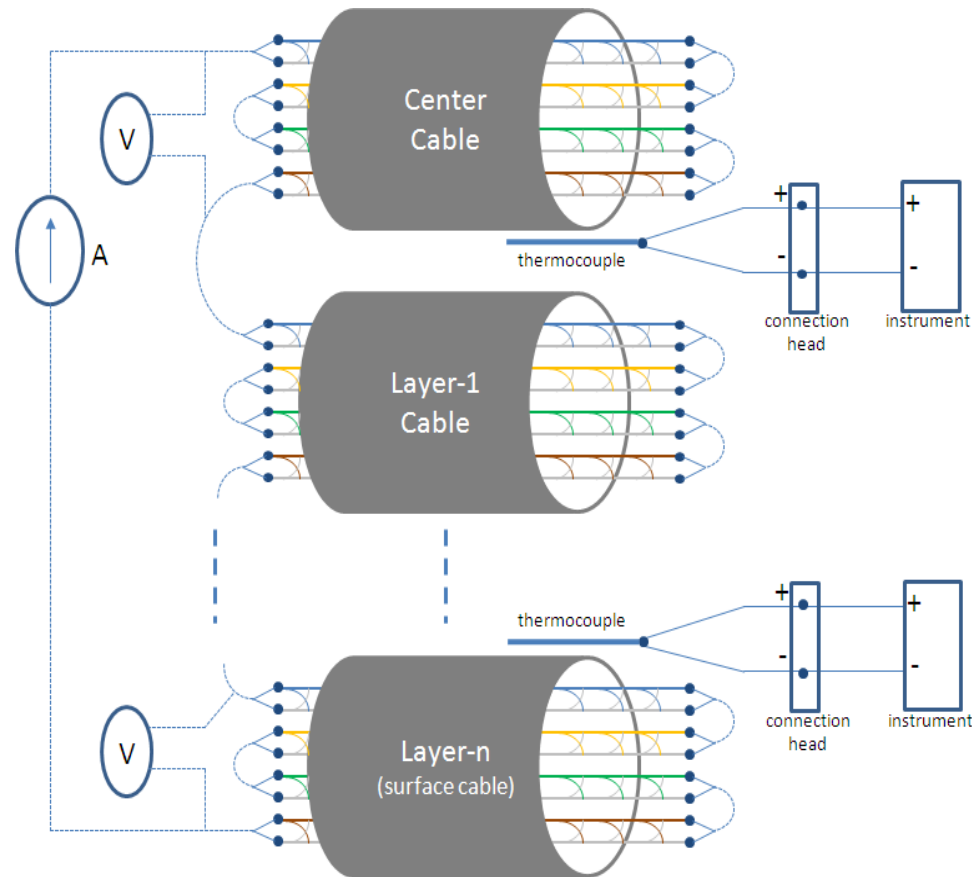 Center
Cable
V
A
+
+
-
-
thermocouple
connection
head
instrument
Layer-1
Cable
+
+
thermocouple
-
-
connection
head
instrument
V
Layer-n
(surface cable)